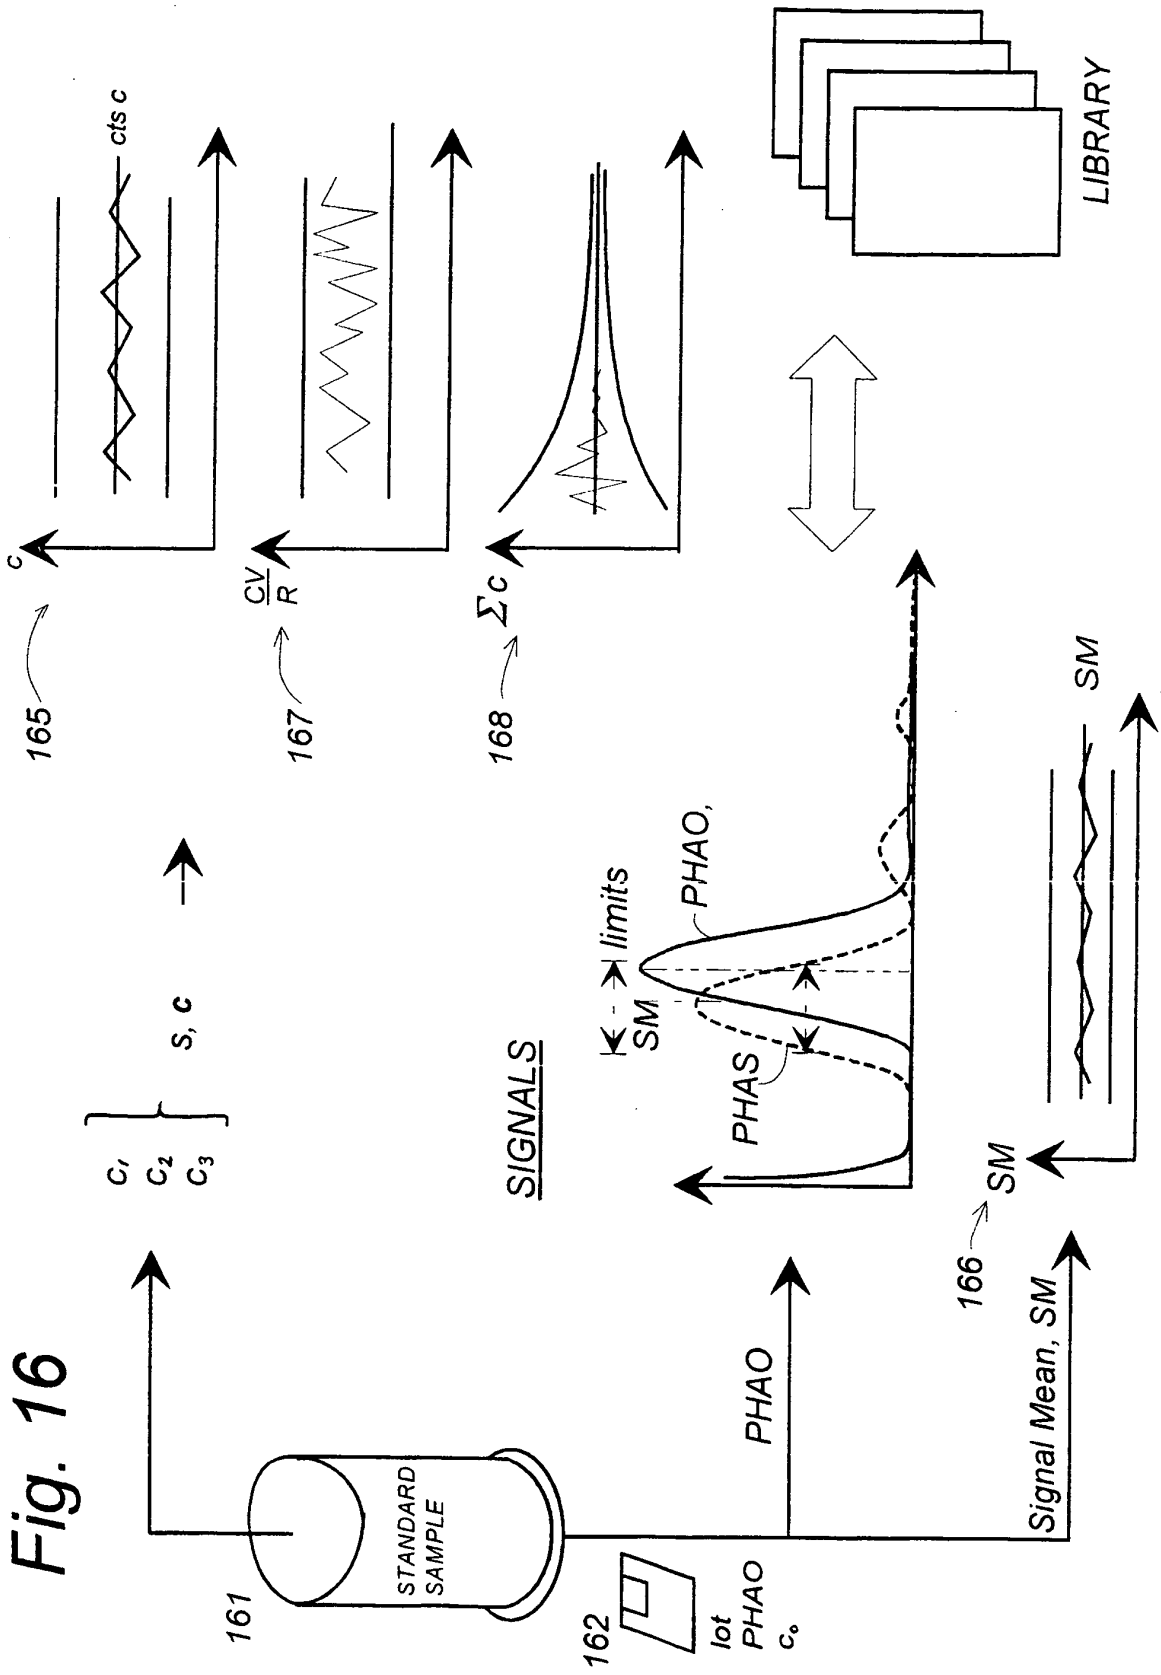 Fig. 16
161
STANDARD
SAMPLE
162
lot
PHAO
c₀
c₁
c₂
c₃
s, c
165
c
cts c
167
CV
R
168
Σ c
SIGNALS
SM
limits
PHAO,
PHAS
PHAO
Signal Mean, SM
166
SM
SM
LIBRARY